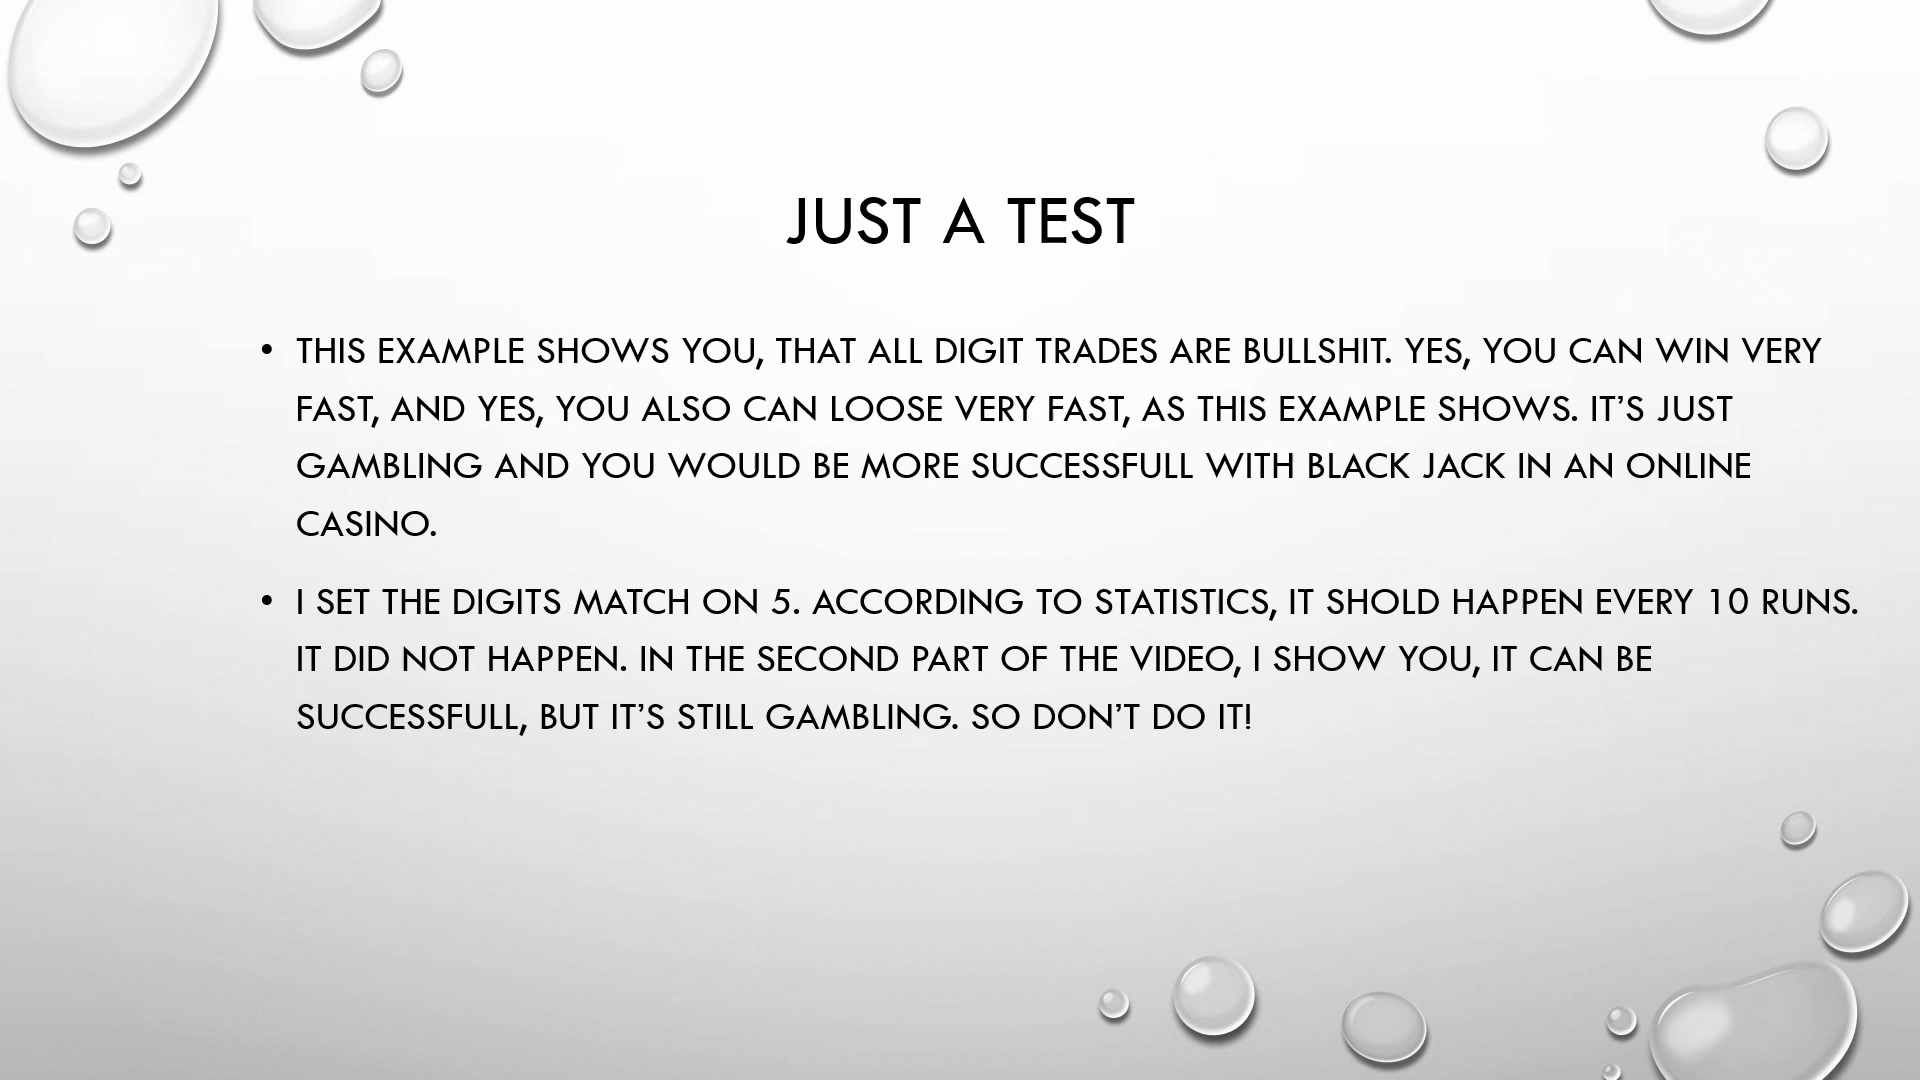 JUST A TEST
• THIS EXAMPLE SHOWS YOU, THAT ALL DIGIT TRADES ARE BULLSHIT. YES, YOU CAN WIN VERY
FAST, AND YES, YOU ALSO CAN LOOSE VERY FAST, AS THIS EXAMPLE SHOWS. IT’S JUST
GAMBLING AND YOU WOULD BE MORE SUCCESSFULL WITH BLACK JACK IN AN ONLINE
CASINO.
• I SET THE DIGITS MATCH ON 5. ACCORDING TO STATISTICS, IT SHOLD HAPPEN EVERY 10 RUNS.
IT DID NOT HAPPEN. IN THE SECOND PART OF THE VIDEO, I SHOW YOU, IT CAN BE
SUCCESSFULL, BUT IT’S STILL GAMBLING. SO DON’T DO IT!